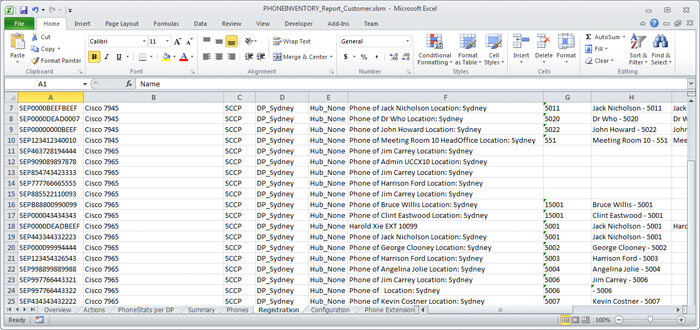 PHONEINVENTORY_Report_Customer.xlsm - Microsoft Excel
File Home Insert Page Layout Formulas Data Review View Developer Add-Ins Team
Cut Calibri 11 Wrap Text General Σ AutoSum
Copy Fill
Paste Format Painter Merge & Center $ % , Conditional Formatting Format as Table Cell Styles Insert Delete Format Clear Sort & Filter Find & Select
Clipboard Font Alignment Number Styles Cells Editing
A1 fx Name
A B C D E F G H
7 SEP0000BEEFBEEF Cisco 7945 SCCP DP_Sydney Hub_None Phone of Jack Nicholson Location: Sydney 5011 Jack Nicholson - 5011 Jack
8 SEP0000DEAD0007 Cisco 7945 SCCP DP_Sydney Hub_None Phone of Dr Who Location: Sydney 5020 Dr Who - 5020 Dr W
9 SEP00000000BEEF Cisco 7945 SCCP DP_Sydney Hub_None Phone of John Howard Location: Sydney 5022 John Howard - 5022 John
10 SEP123412340010 Cisco 7945 SCCP DP_Sydney Hub_None Phone of Meeting Room 10 HeadOffice Location: Sydney 551 Meeting Room 10 - 551 Mee
11 SEP463728194444 Cisco 7965 SCCP DP_Sydney Hub_None Phone of Jim Carrey Location: Sydney
12 SEP909089897878 Cisco 7965 SCCP DP_Sydney Hub_None Phone of Admin UCCX10 Location: Sydney
13 SEP854743423333 Cisco 7965 SCCP DP_Sydney Hub_None Phone of Jim Carrey Location: Sydney
14 SEP777766665555 Cisco 7965 SCCP DP_Sydney Hub_None Phone of Harrison Ford Location: Sydney
15 SEP885522110093 Cisco 7965 SCCP DP_Sydney Hub_None Phone of Jim Carrey Location: Sydney
16 SEPB88800990099 Cisco 7965 SCCP DP_Sydney Hub_None Phone of Bruce Willis Location: Sydney 15001 Bruce Willis - 5001
17 SEP000043434343 Cisco 7965 SCCP DP_Sydney Hub_None Phone of Clint Eastwood Location: Sydney 15001 Clint Eastwood - 5001
18 SEP0000DEADBEEF Cisco 7965 SCCP DP_Sydney Hub_None Harold Xie EXT 10099 5001 Jack Nicholson - 5001 Haro
19 SEP443344332223 Cisco 7965 SCCP DP_Sydney Hub_None Phone of Jack Nicholson Location: Sydney 5001 Jack Nicholson - 5001
20 SEP000099994444 Cisco 7965 SCCP DP_Sydney Hub_None Phone of George Clooney Location: Sydney 5002 George Clooney - 5002
21 SEP123454326543 Cisco 7965 SCCP DP_Sydney Hub_None Phone of Harrison Ford Location: Sydney 5003 Harrison Ford - 5003
22 SEP998899889988 Cisco 7965 SCCP DP_Sydney Hub_None Phone of Angelina Jolie Location: Sydney 5004 Angelina Jolie - 5004
23 SEP997766443221 Cisco 7965 SCCP DP_Sydney Hub_None Phone of Jim Carrey Location: Sydney 5006 Jim Carrey - 5006
24 SEP997766443322 Cisco 7965 SCCP DP_Sydney Hub_None Phone of Location: Sydney 5006 - 5006
25 SEP434343432222 Cisco 7965 SCCP DP_Sydney Hub_None Phone of Kevin Costner Location: Sydney 5007 Kevin Costner - 5007
Overview Actions PhoneStats per DP Summary Phones Registration Configuration Phone Extension
Ready 100%